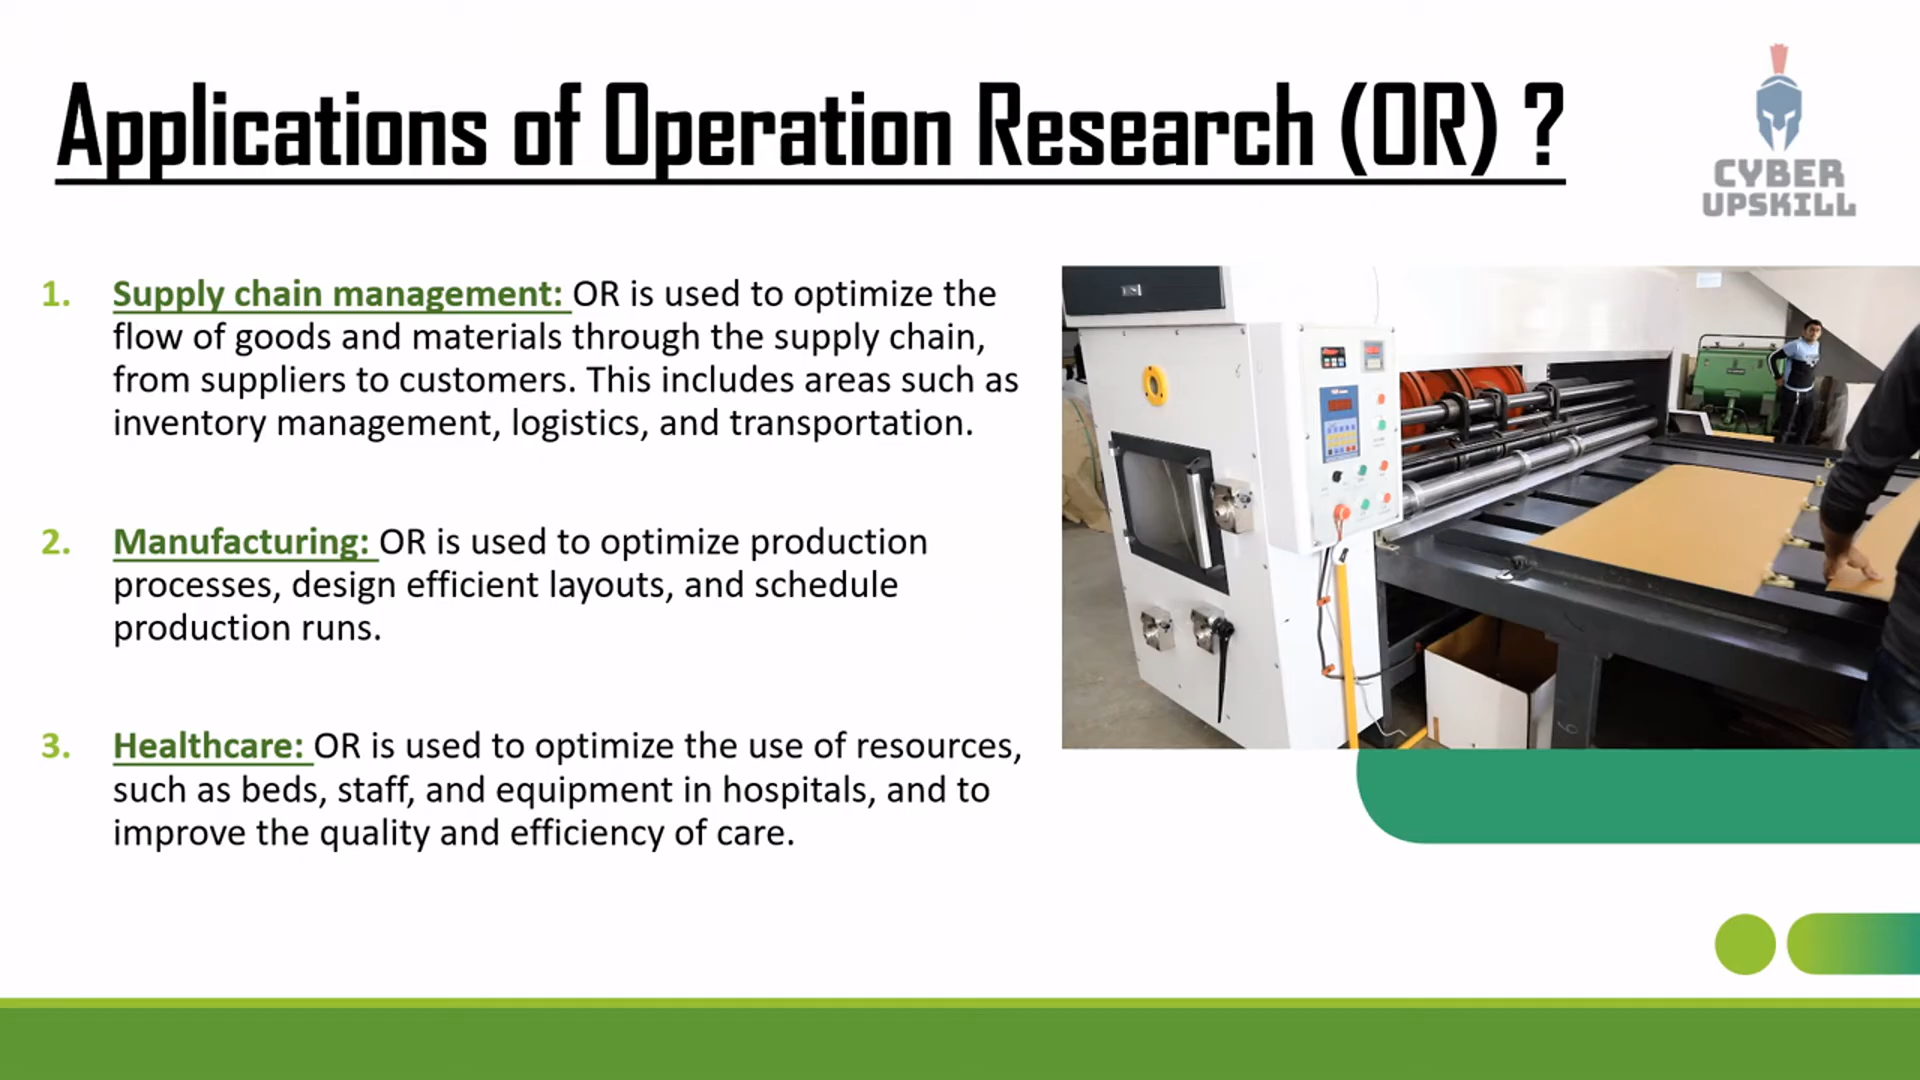 Applications of Operation Research (OR) ?
CYBER
UPSKILL
1. Supply chain management: OR is used to optimize the
flow of goods and materials through the supply chain,
from suppliers to customers. This includes areas such as
inventory management, logistics, and transportation.
2. Manufacturing: OR is used to optimize production
processes, design efficient layouts, and schedule
production runs.
3. Healthcare: OR is used to optimize the use of resources,
such as beds, staff, and equipment in hospitals, and to
improve the quality and efficiency of care.